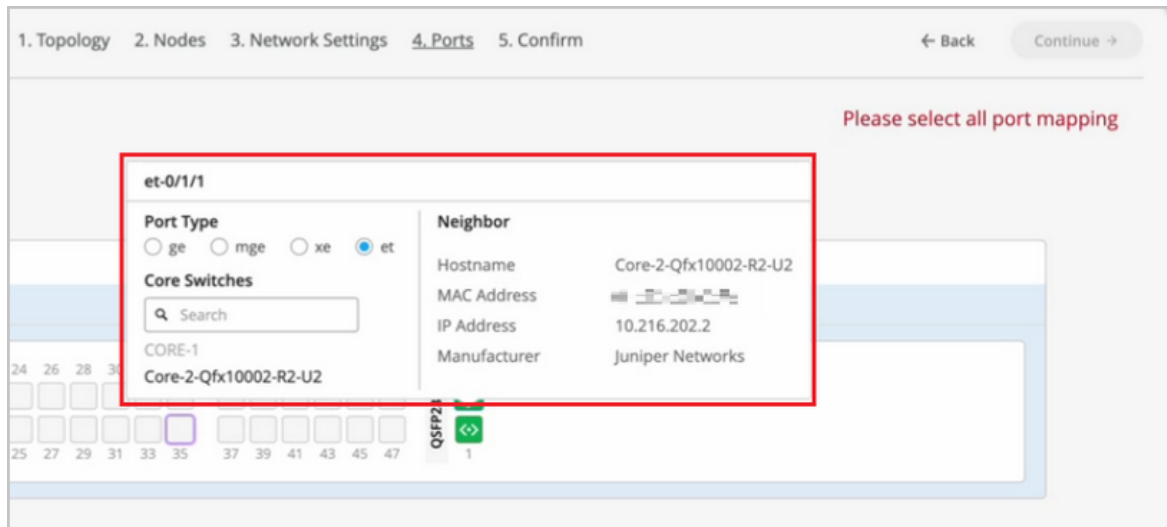 1. Topology 2. Nodes 3. Network Settings 4. Ports 5. Confirm ← Back Continue →
Please select all port mapping
et-0/1/1
Port Type
ge mge xe et
Core Switches
Search
CORE-1
Core-2-Qfx10002-R2-U2
Neighbor
Hostname Core-2-Qfx10002-R2-U2
MAC Address
IP Address 10.216.202.2
Manufacturer Juniper Networks
24 26 28
25 27 29 31 33 35 37 39 41 43 45 47 1